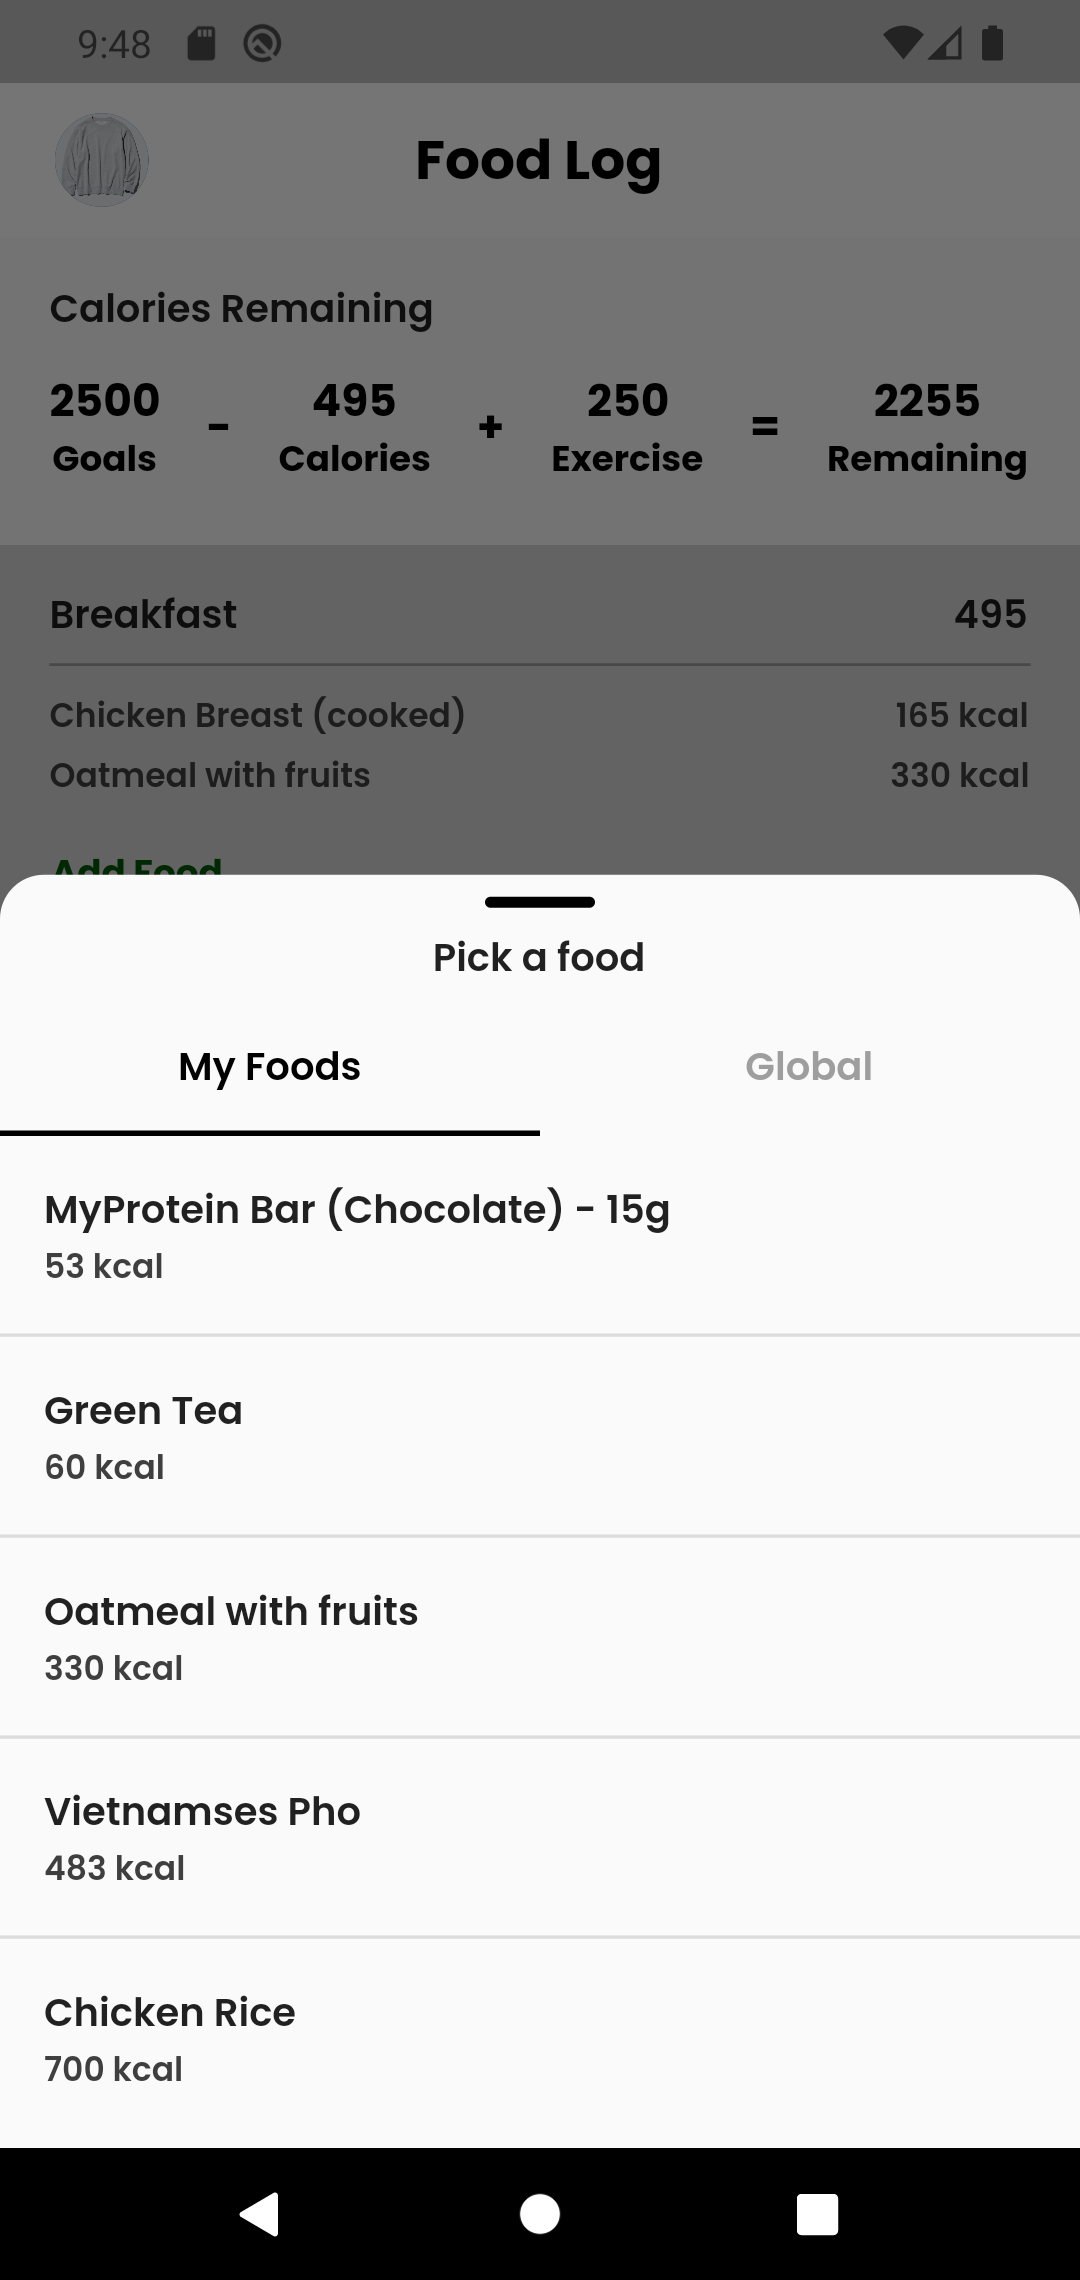 9:48
Food Log
Calories Remaining
2500 - 495 + 250 = 2255
Goals Calories Exercise Remaining
Breakfast 495
Chicken Breast (cooked) 165 kcal
Oatmeal with fruits 330 kcal
Add Food
Pick a food
My Foods Global
MyProtein Bar (Chocolate) - 15g
53 kcal
Green Tea
60 kcal
Oatmeal with fruits
330 kcal
Vietnamses Pho
483 kcal
Chicken Rice
700 kcal